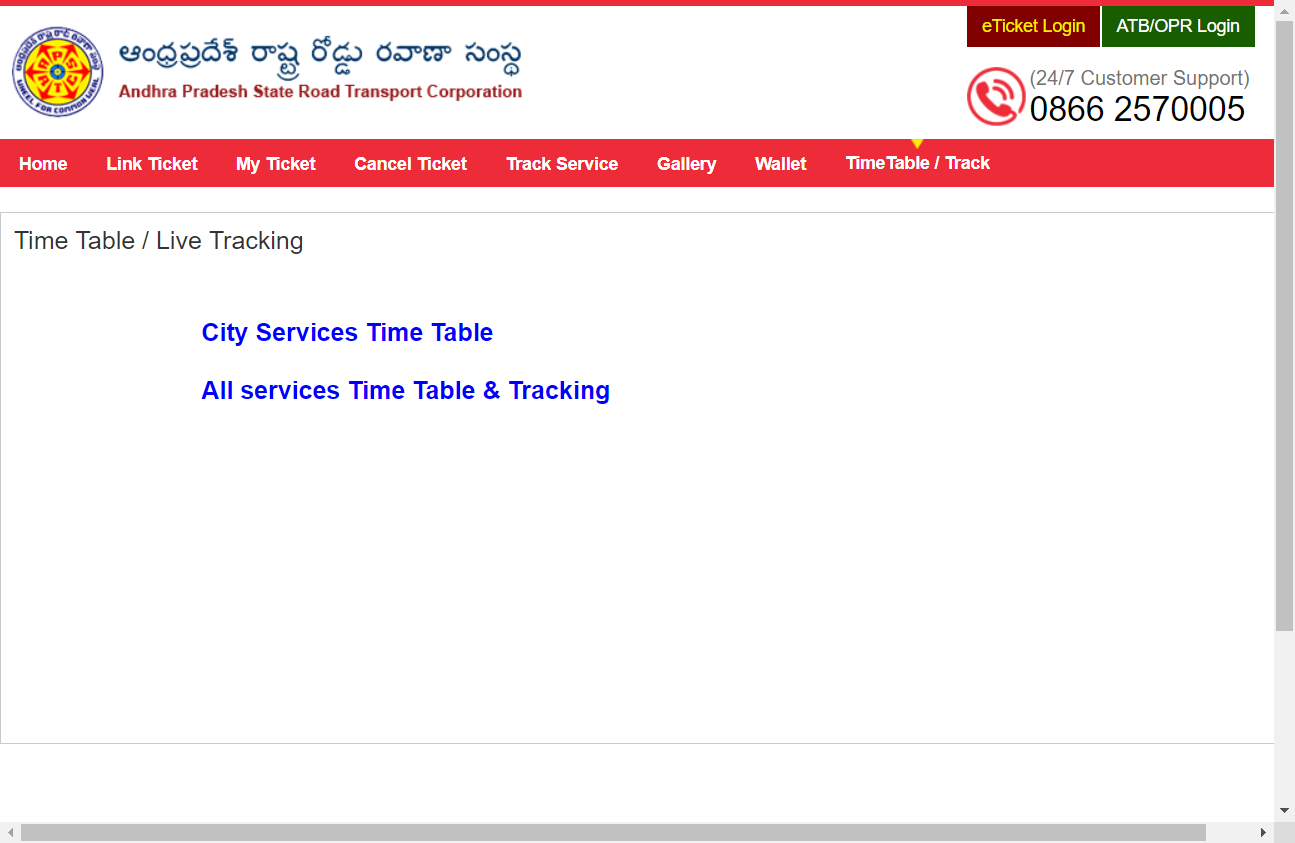 eTicket Login
ATB/OPR Login
ఆంధ్రప్రదేశ్ రాష్ట్ర రోడ్డు రవాణా సంస్థ
Andhra Pradesh State Road Transport Corporation
(24/7 Customer Support)
0866 2570005
Home Link Ticket My Ticket Cancel Ticket Track Service Gallery Wallet TimeTable / Track
Time Table / Live Tracking
City Services Time Table
All services Time Table & Tracking